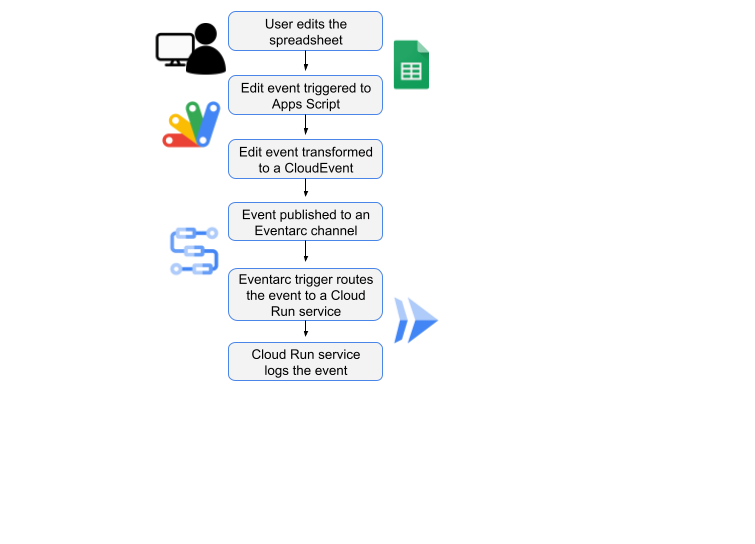 User edits the
spreadsheet
Edit event triggered to
Apps Script
Edit event transformed
to a CloudEvent
Event published to an
Eventarc channel
Eventarc trigger routes
the event to a Cloud
Run service
Cloud Run service
logs the event